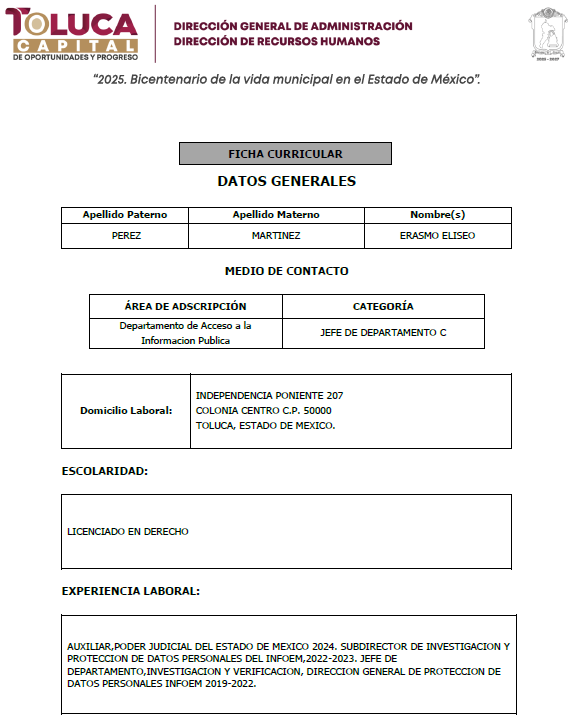 TOLUCA
CAPITAL
DE OPORTUNIDADES Y PROGRESO
DIRECCIÓN GENERAL DE ADMINISTRACIÓN
DIRECCIÓN DE RECURSOS HUMANOS
“2025. Bicentenario de la vida municipal en el Estado de México”.
FICHA CURRICULAR
DATOS GENERALES
Apellido Paterno Apellido Materno Nombre(s)
PEREZ MARTINEZ ERASMO ELISEO
MEDIO DE CONTACTO
ÁREA DE ADSCRIPCIÓN CATEGORÍA
Departamento de Acceso a la
Informacion Publica
JEFE DE DEPARTAMENTO C
Domicilio Laboral:
INDEPENDENCIA PONIENTE 207
COLONIA CENTRO C.P. 50000
TOLUCA, ESTADO DE MEXICO.
ESCOLARIDAD:
LICENCIADO EN DERECHO
EXPERIENCIA LABORAL:
AUXILIAR,PODER JUDICIAL DEL ESTADO DE MEXICO 2024. SUBDIRECTOR DE INVESTIGACION Y
PROTECCION DE DATOS PERSONALES DEL INFOEM,2022-2023. JEFE DE
DEPARTAMENTO,INVESTIGACION Y VERIFICACION, DIRECCION GENERAL DE PROTECCION DE
DATOS PERSONALES INFOEM 2019-2022.